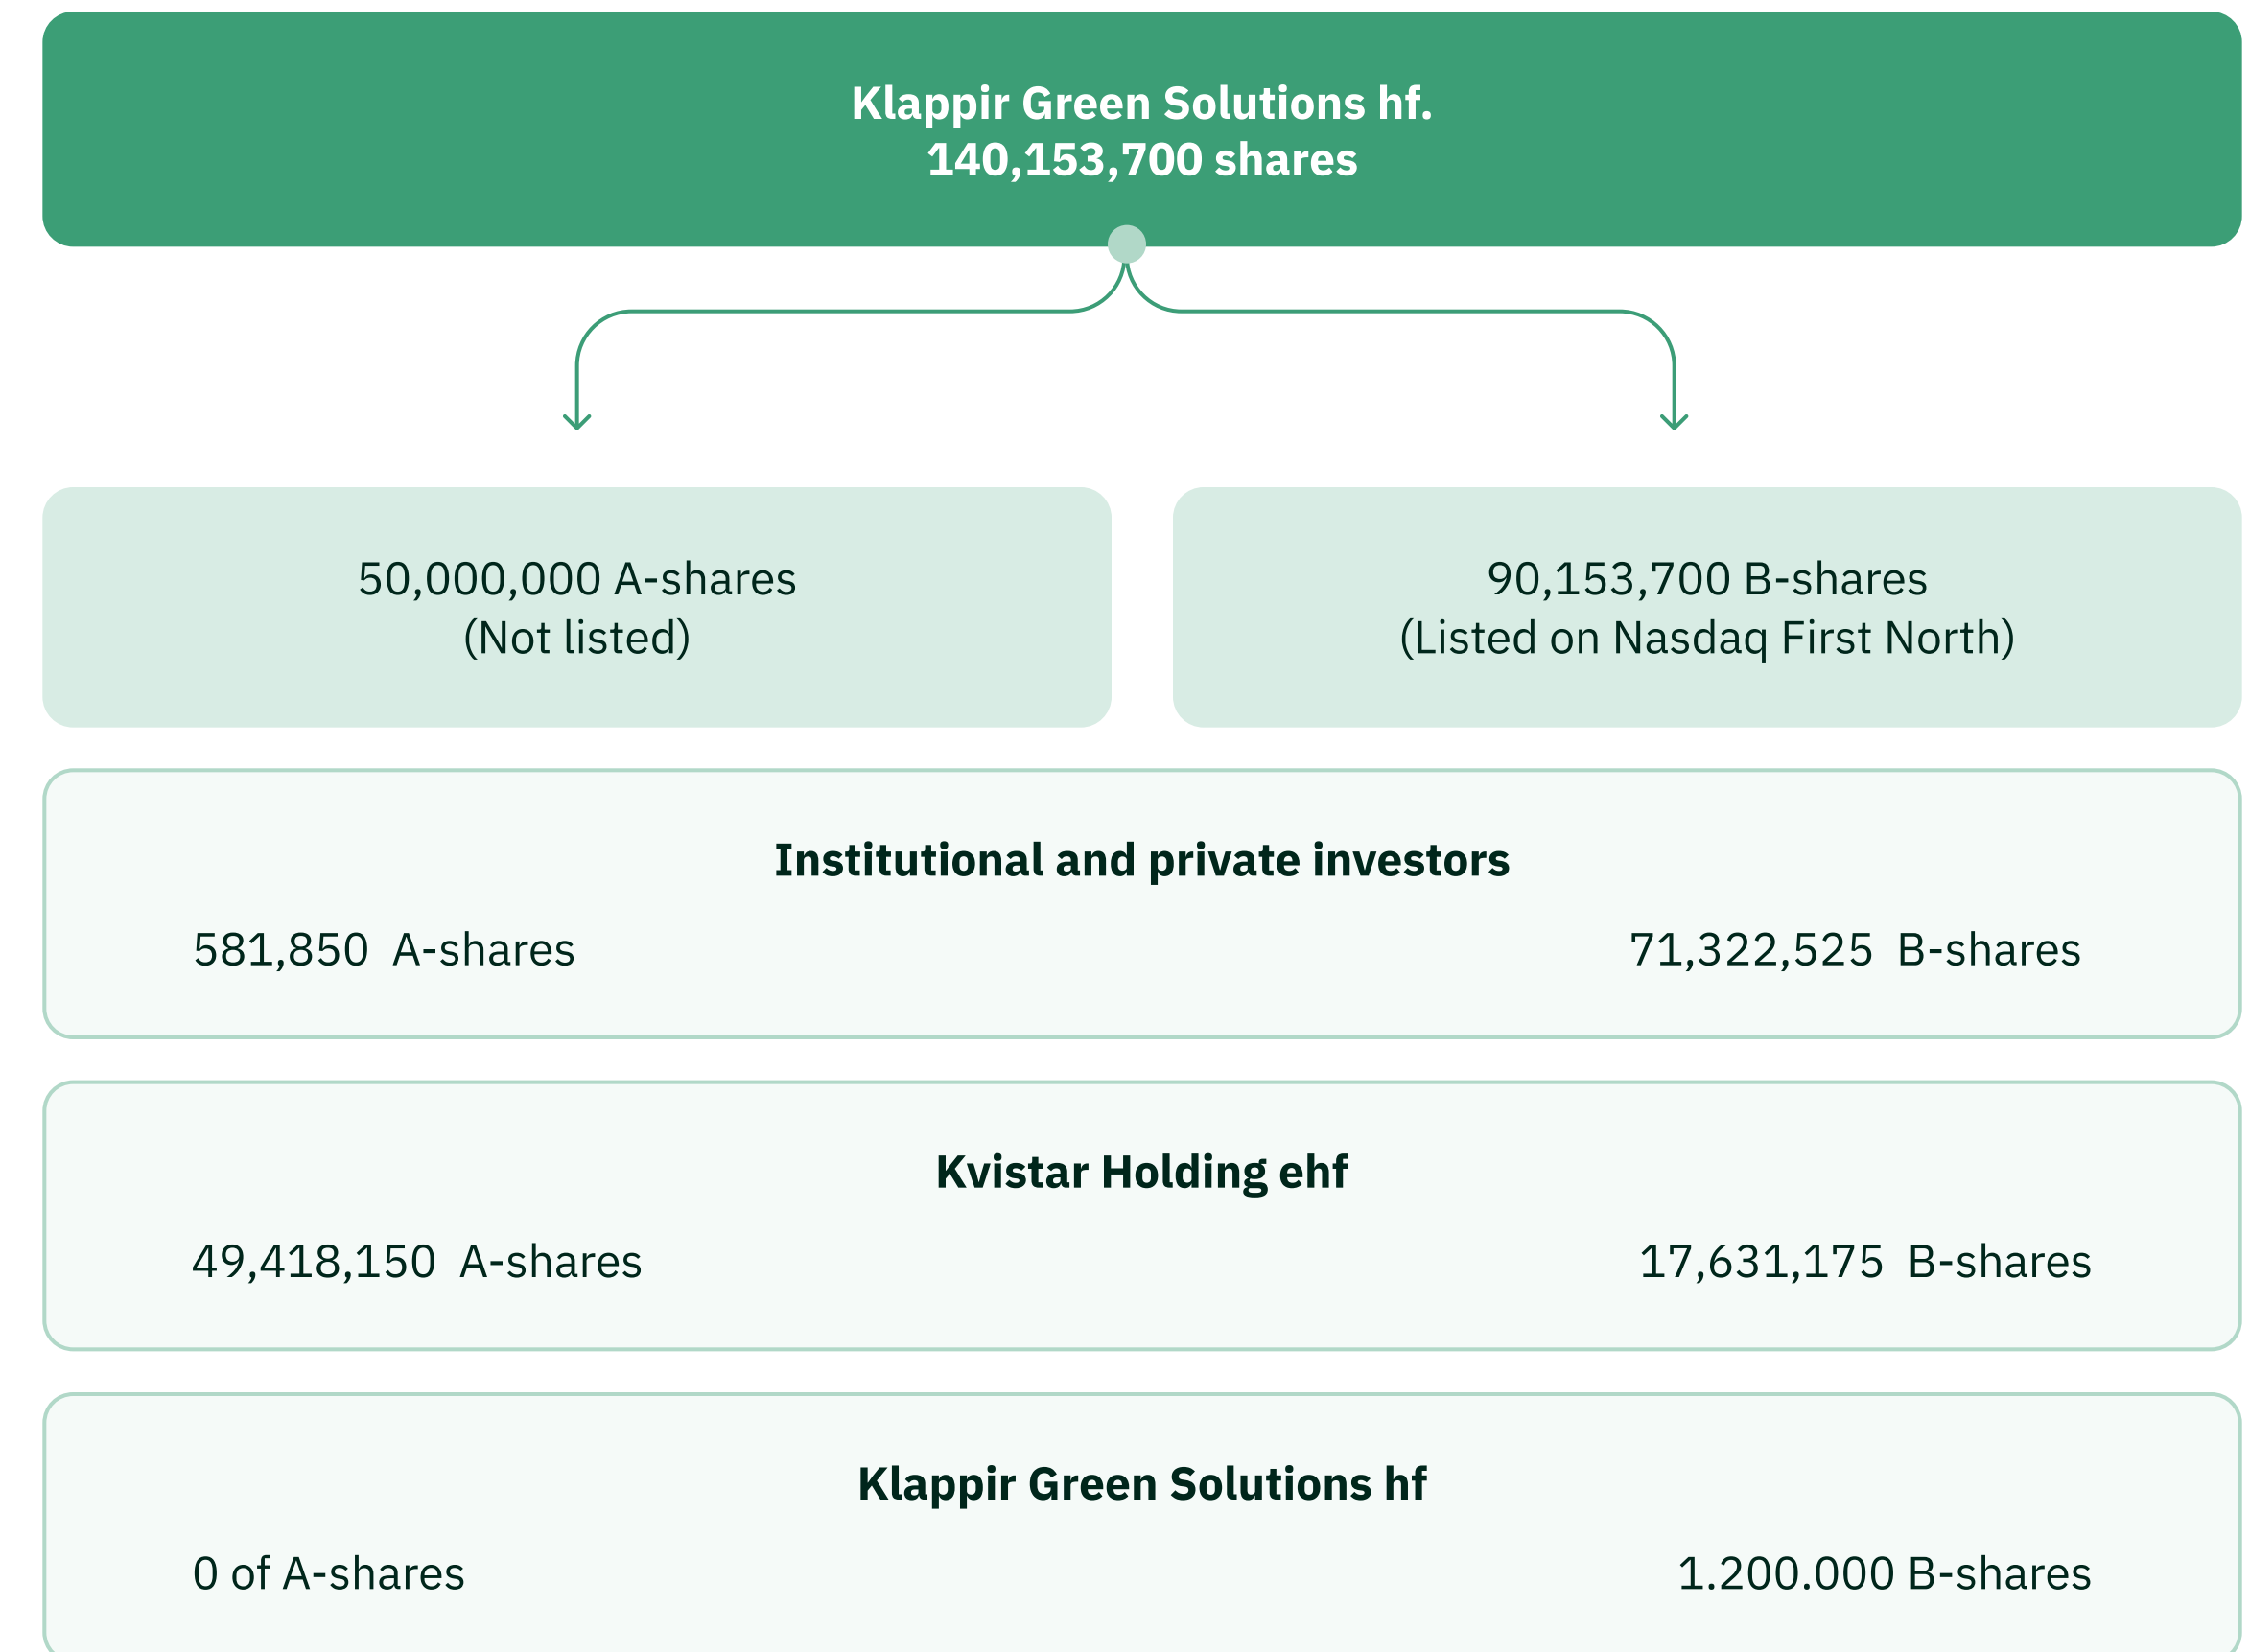 Klappir Green Solutions hf.
140,153,700 shares
50,000,000 A-shares
(Not listed)
90,153,700 B-shares
(Listed on Nasdaq First North)
Institutional and private investors
581,850 A-shares
71,322,525 B-shares
Kvistar Holding ehf
49,418,150 A-shares
17,631,175 B-shares
Klappir Green Solutions hf
0 of A-shares
1.200.000 B-shares